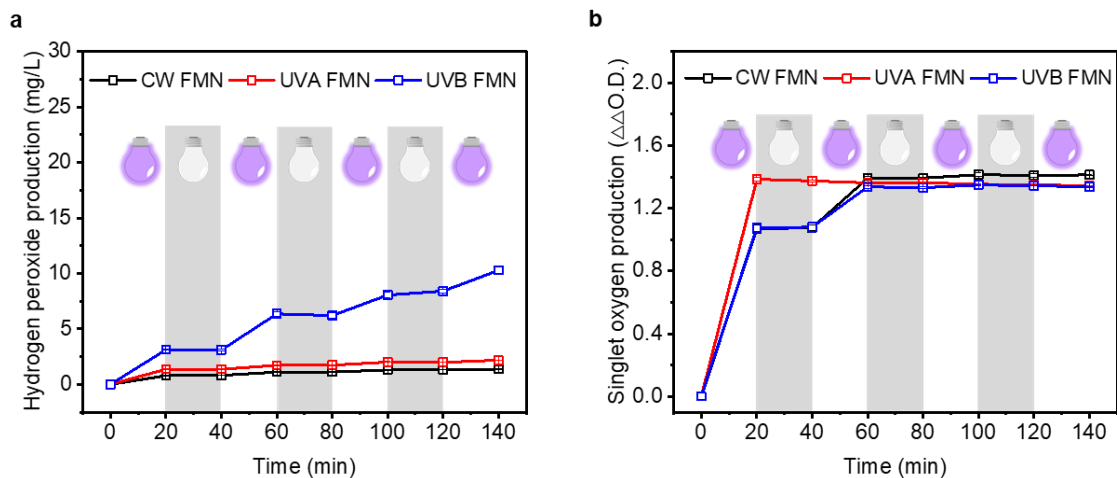 a
Hydrogen peroxide production (mg/L)
30
25
20
15
10
5
0
CW FMN UVA FMN UVB FMN
0 20 40 60 80 100 120 140
Time (min)
b
Singlet oxygen production (△△O.D.)
2.0
1.6
1.2
0.8
0.4
0.0
CW FMN UVA FMN UVB FMN
0 20 40 60 80 100 120 140
Time (min)